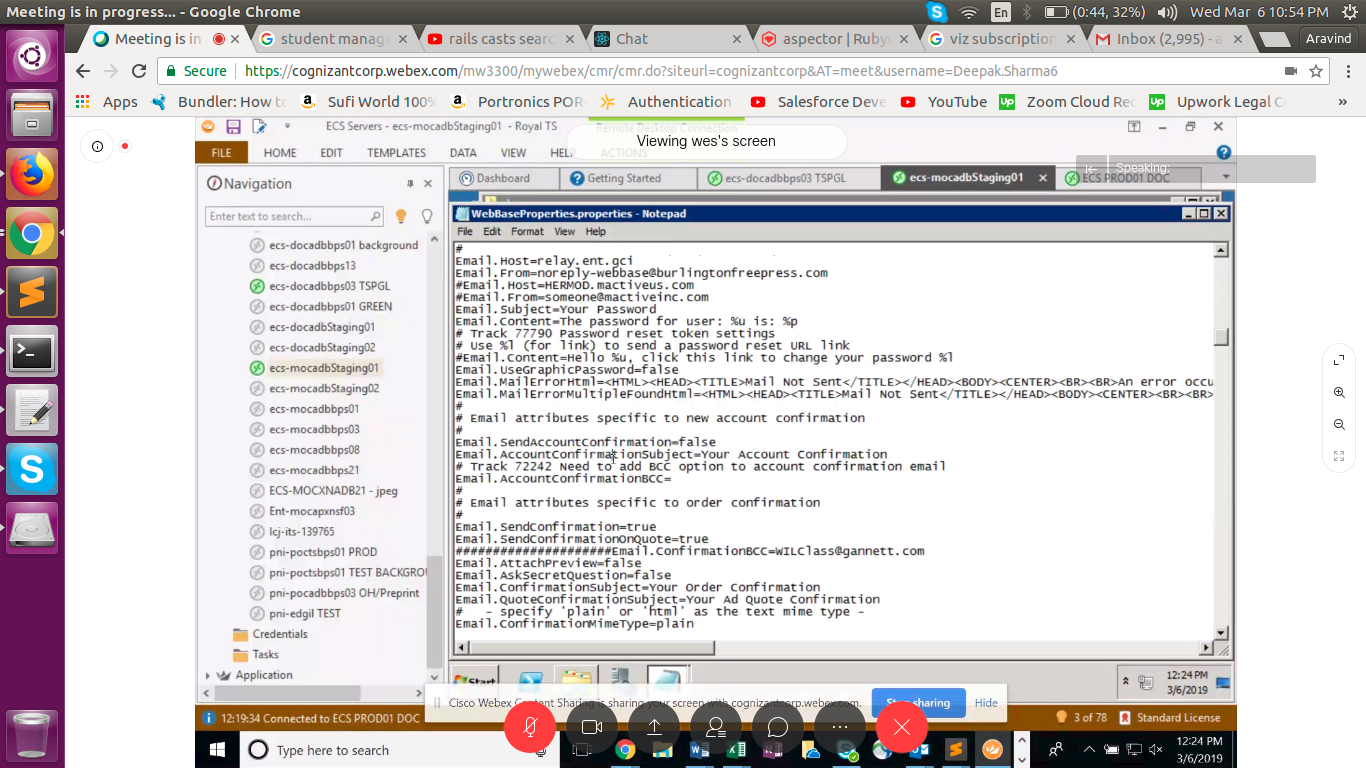 Meeting is in progress... - Google Chrome
En
(0:44, 32%)
Wed Mar 6 10:54 PM
Meeting is in
student manage
rails casts sear
Chat
aspector | Ruby
viz subscription
Inbox (2,995) - a
Aravind
Secure
https://cognizantcorp.webex.com/mw3300/mywebex/cmr/cmr.do?siteurl=cognizantcorp&AT=meet&username=Deepak.Sharma6
Apps
Bundler: How to
Sufi World 100%
Portronics POR-
Authentication
Salesforce Deve
YouTube
Zoom Cloud Rec
Upwork Legal C
»
ECS Servers - ecs-mocadbStaging01 - Royal TS
Remote Desktop Connection
Viewing wes's screen
FILE
HOME
EDIT
TEMPLATES
DATA
VIEW
HELP
ACTIONS
Speaking:
Navigation
Dashboard
Getting Started
ecs-docadbbps03 TSPGL
ecs-mocadbStaging01
ECS PROD01 DOC
Enter text to search...
ecs-docadbbps01 background
ecs-docadbbps13
ecs-docadbbps03 TSPGL
ecs-docadbbps01 GREEN
ecs-docadbStaging01
ecs-docadbStaging02
ecs-mocadbStaging01
ecs-mocadbStaging02
ecs-mocadbbps01
ecs-mocadbbps03
ecs-mocadbbps08
ecs-mocadbbps21
ECS-MOCXNADB21 - jpeg
Ent-mocapxnsf03
lcj-its-139765
pni-poctsbps01 PROD
pni-poctsbps01 TEST BACKGROU
pni-pocadbbps03 OH/Preprint
pni-edgil TEST
Credentials
Tasks
Application
WebBaseProperties.properties - Notepad
File Edit Format View Help
#
Email.Host=relay.ent.gci
Email.From=noreply-webbase@burlingtonfreepress.com
#Email.Host=HERMOD.mactiveus.com
#Email.From=someone@mactiveinc.com
Email.Subject=Your Password
Email.Content=The password for user: %u is: %p
# Track 77790 Password reset token settings
# Use %l (for link) to send a password reset URL link
#Email.Content=Hello %u, click this link to change your password %l
Email.UseGraphicPassword=false
Email.MailErrorHtml=<HTML><HEAD><TITLE>Mail Not Sent</TITLE></HEAD><BODY><CENTER><BR><BR>An error occu
Email.MailErrorMultipleFoundHtml=<HTML><HEAD><TITLE>Mail Not Sent</TITLE></HEAD><BODY><CENTER><BR><BR>
#
# Email attributes specific to new account confirmation
#
Email.SendAccountConfirmation=false
Email.AccountConfirmationSubject=Your Account Confirmation
# Track 72242 Need to add BCC option to account confirmation email
Email.AccountConfirmationBCC=
#
# Email attributes specific to order confirmation
#
Email.SendConfirmation=true
Email.SendConfirmationOnQuote=true
#####################Email.ConfirmationBCC=WILClass@gannett.com
Email.AttachPreview=false
Email.AskSecretQuestion=false
Email.ConfirmationSubject=Your Order Confirmation
Email.QuoteConfirmationSubject=Your Ad Quote Confirmation
# - specify 'plain' or 'html' as the text mime type -
Email.ConfirmationMimeType=plain
Start
12:24 PM
3/6/2019
Cisco Webex Content Sharing is sharing your screen with cognizantcorp.webex.com.
Stop sharing
Hide
12:19:34 Connected to ECS PROD01 DOC
3 of 78
Standard License
Type here to search
12:24 PM
3/6/2019